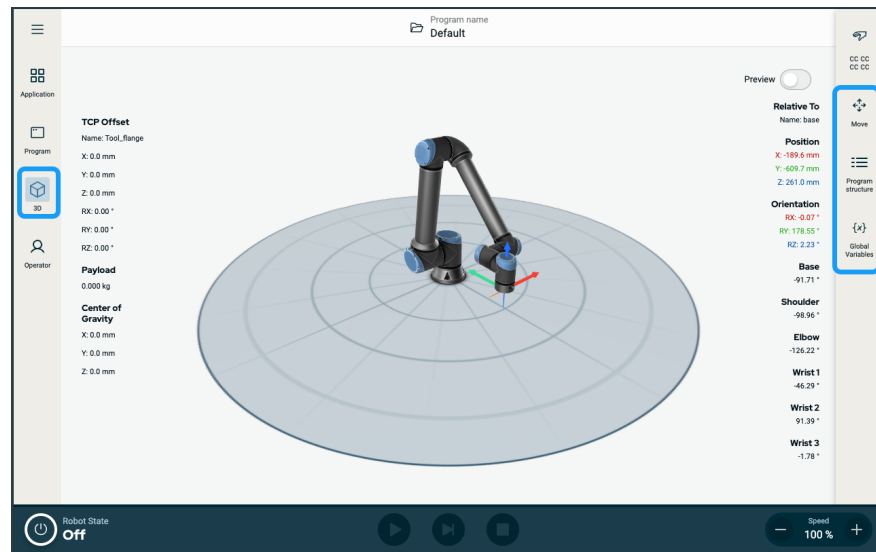 Program name
Default
Application
Program
3D
Operator
TCP Offset
Name: Tool_flange
X: 0.0 mm
Y: 0.0 mm
Z: 0.0 mm
RX: 0.00 °
RY: 0.00 °
RZ: 0.00 °
Payload
0.000 kg
Center of
Gravity
X: 0.0 mm
Y: 0.0 mm
Z: 0.0 mm
Preview
Relative To
Name: base
Position
X: -189.6 mm
Y: -609.7 mm
Z: 261.0 mm
Orientation
RX: -0.07 °
RY: 178.55 °
RZ: 2.23 °
Base
-91.71 °
Shoulder
-98.96 °
Elbow
-126.22 °
Wrist 1
-46.29 °
Wrist 2
91.39 °
Wrist 3
-1.78 °
CC CC
CC CC
Move
Program
structure
{x}
Global
Variables
Robot State
Off
Speed
100 %